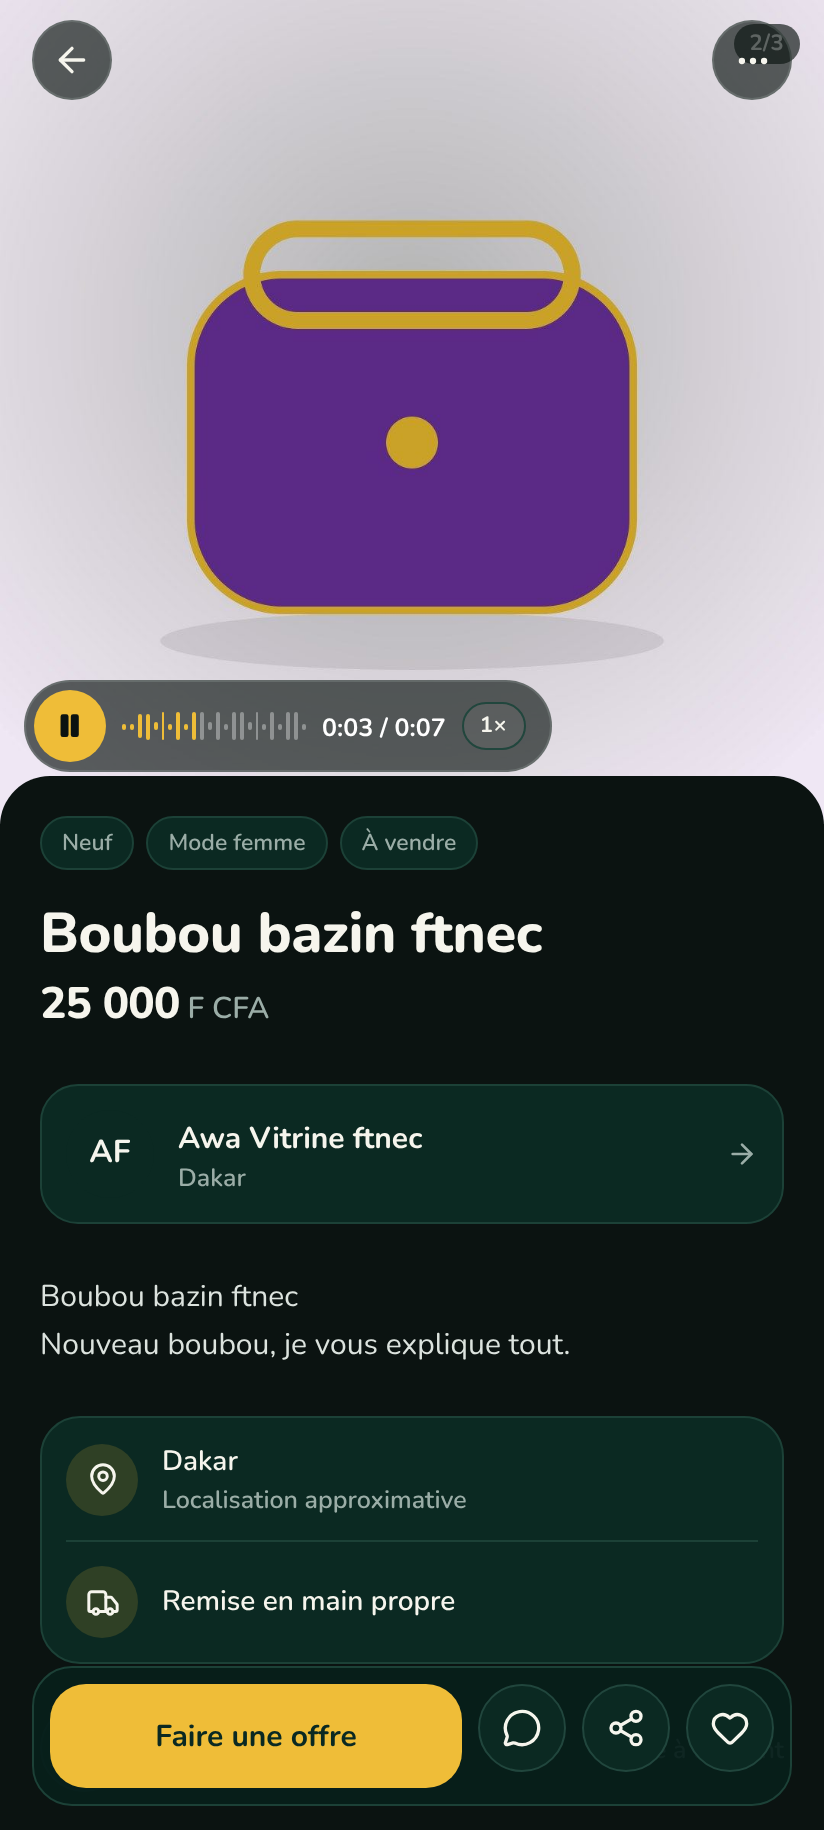 2/3
0:03 / 0:07
1×
Neuf
Mode femme
À vendre
Boubou bazin ftnec
25 000 F CFA
AF
Awa Vitrine ftnec
Dakar
Boubou bazin ftnec
Nouveau boubou, je vous explique tout.
Dakar
Localisation approximative
Remise en main propre
Faire une offre
à